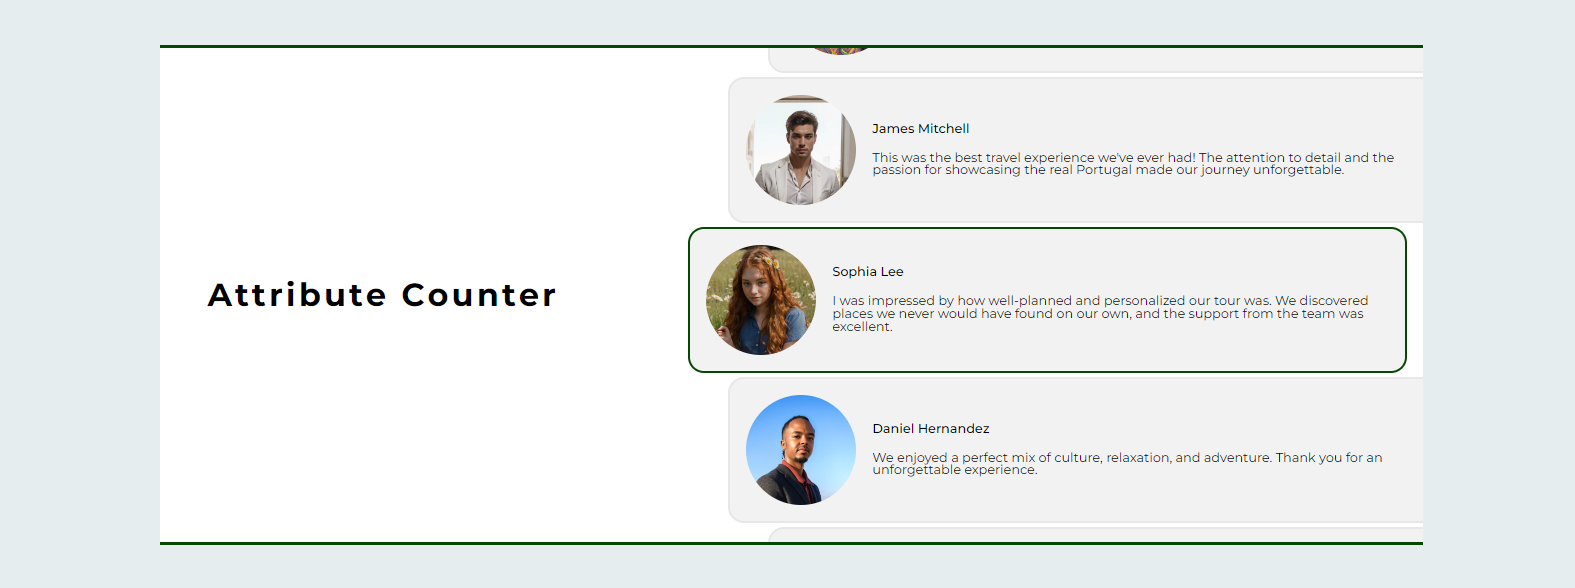 Attribute Counter
James Mitchell
This was the best travel experience we've ever had! The attention to detail and the
passion for showcasing the real Portugal made our journey unforgettable.
Sophia Lee
I was impressed by how well-planned and personalized our tour was. We discovered
places we never would have found on our own, and the support from the team was
excellent.
Daniel Hernandez
We enjoyed a perfect mix of culture, relaxation, and adventure. Thank you for an
unforgettable experience.